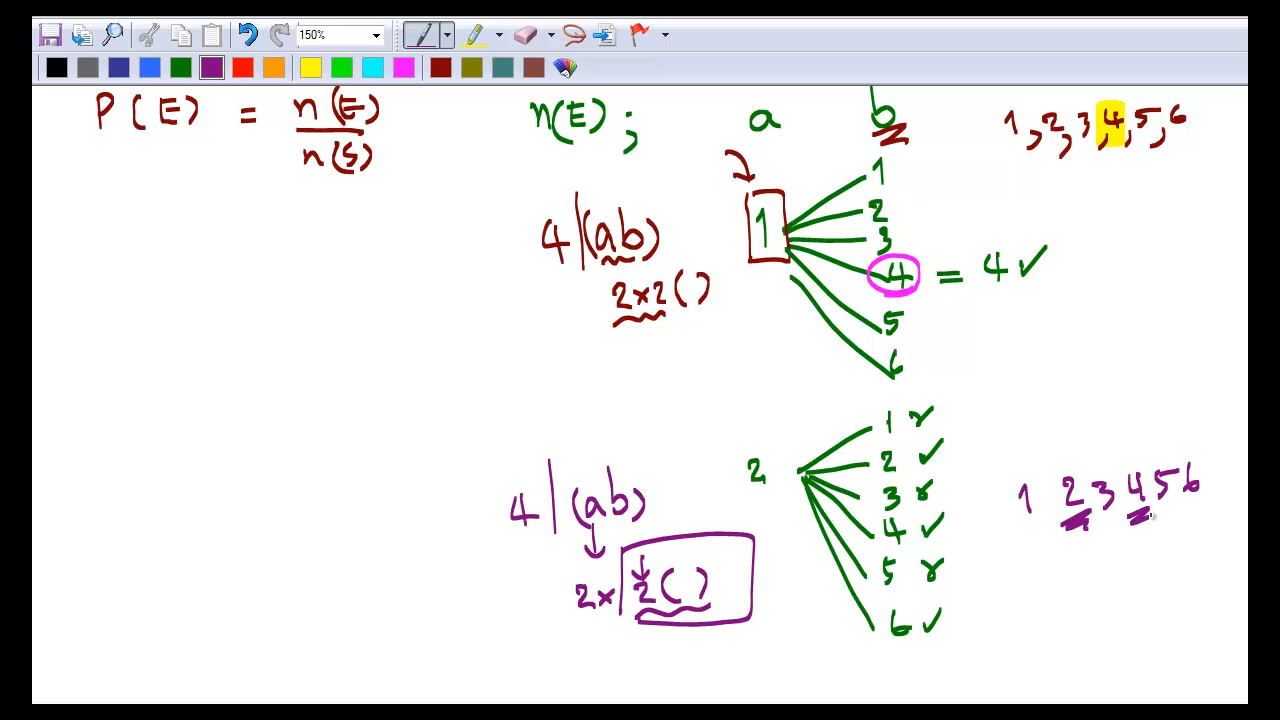 150%
P(E) = n(E)/n(S)
n(E); a b 1,2,3,4,5,6
4|(ab)
2×2( )
1
1
2
3
4 = 4 ✓
5
6
4|(ab)
2× 2( )
2
1 ɤ
2 ✓
3 ɤ
4 ✓
5 ɤ
6 ✓
1 2 3 4 5 6